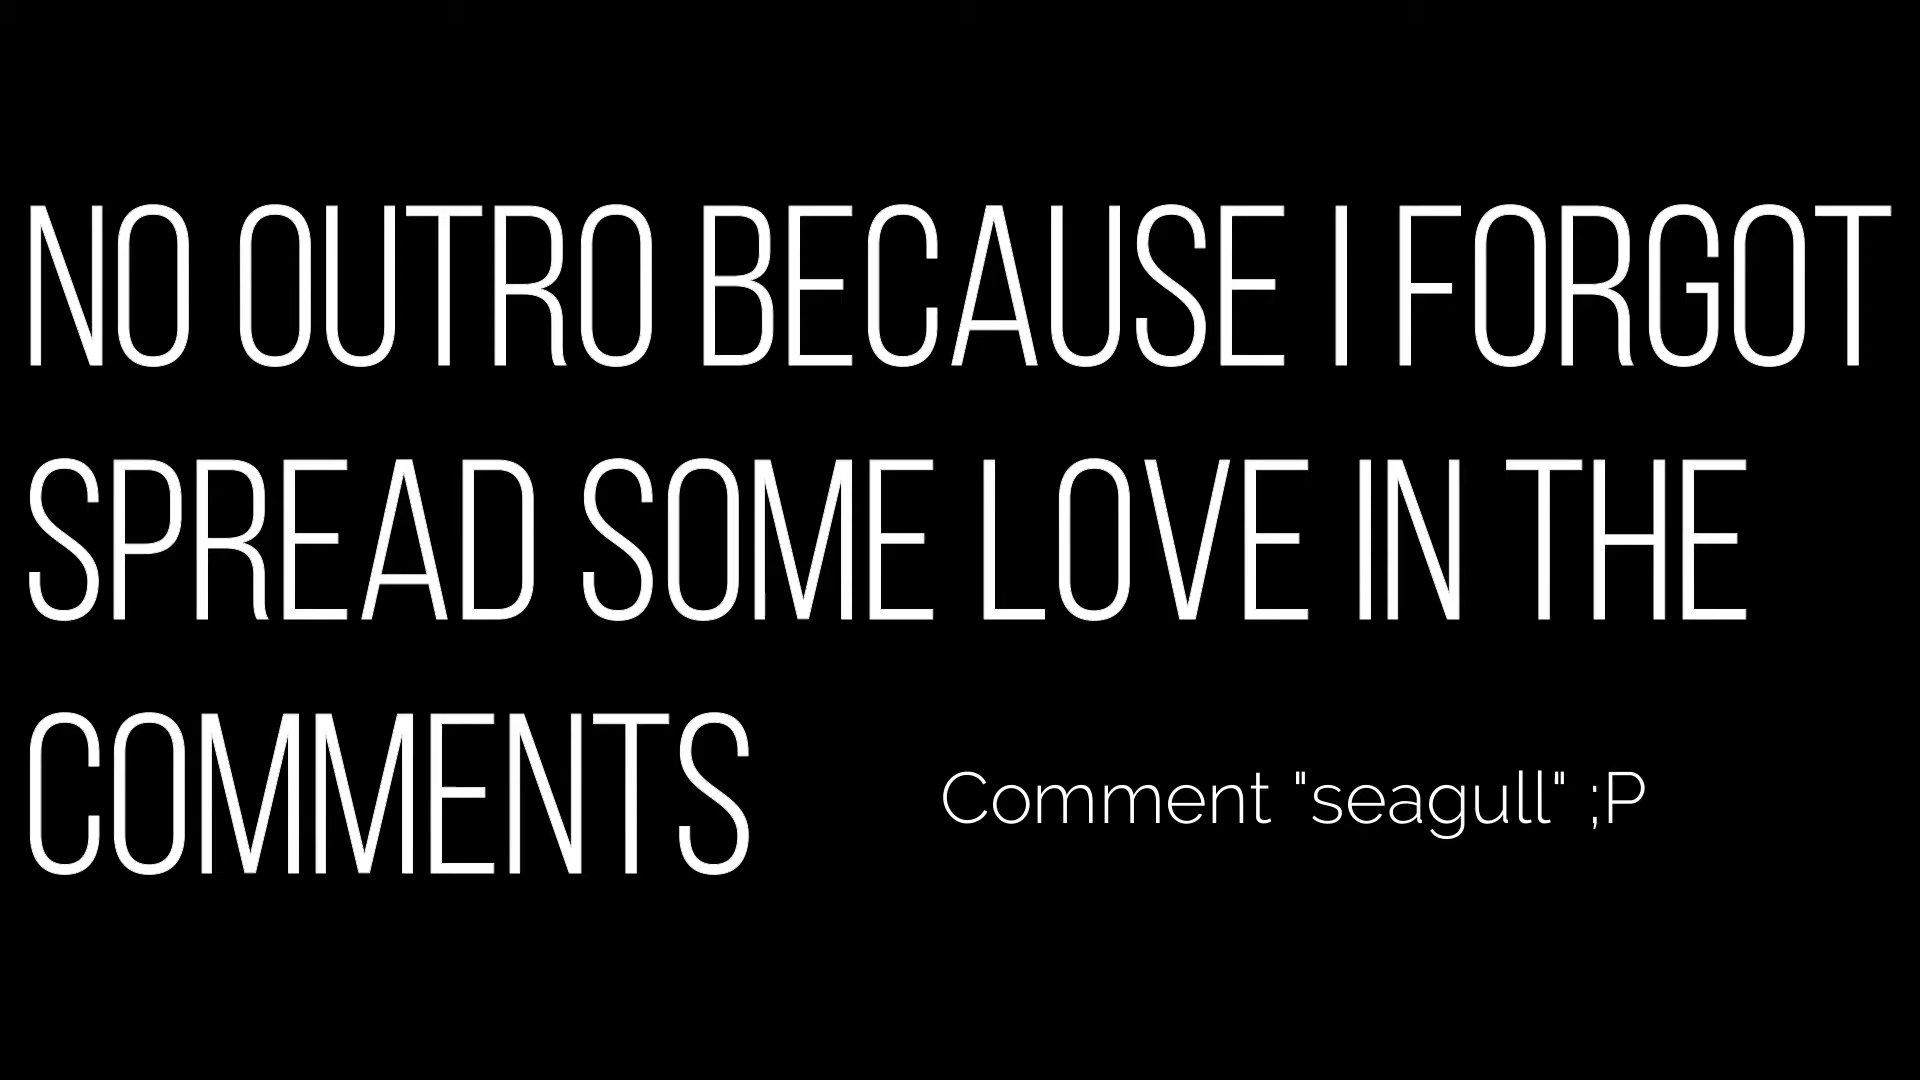 NO OUTRO BECAUSE I FORGOT
SPREAD SOME LOVE IN THE
COMMENTS
Comment "seagull" ;P